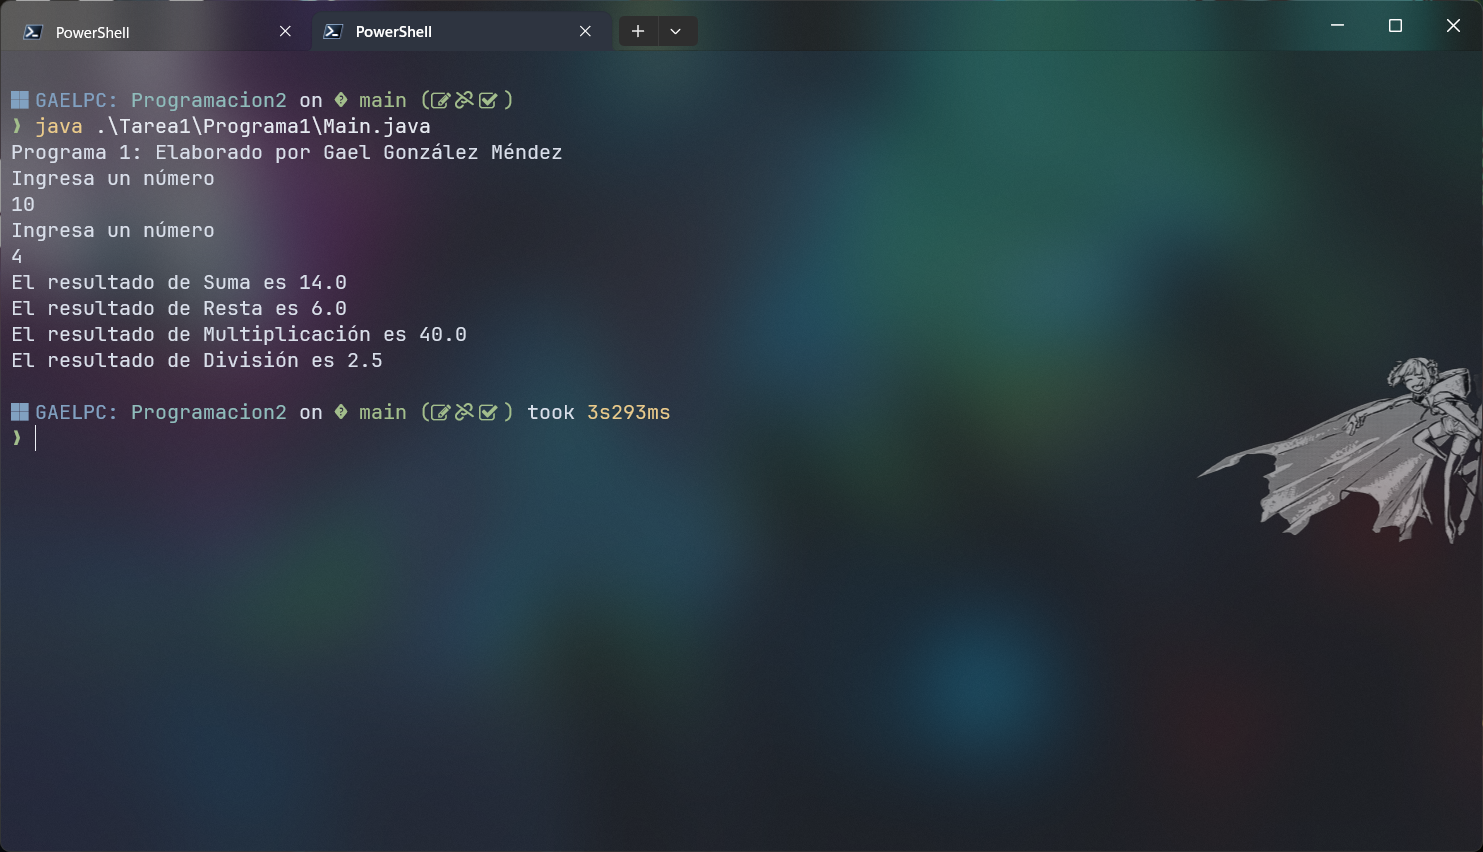 PowerShell
PowerShell
GAELPC: Programacion2 on � main ()
❱ java .\Tarea1\Programa1\Main.java
Programa 1: Elaborado por Gael González Méndez
Ingresa un número
10
Ingresa un número
4
El resultado de Suma es 14.0
El resultado de Resta es 6.0
El resultado de Multiplicación es 40.0
El resultado de División es 2.5
GAELPC: Programacion2 on � main () took 3s293ms
❱